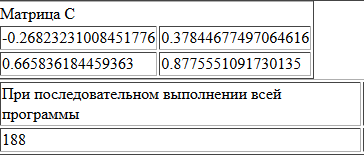 Матрица C
-0.26823231008451776 0.37844677497064616
0.665836184459363 0.8775551091730135
При последовательном выполнении всей
программы
188